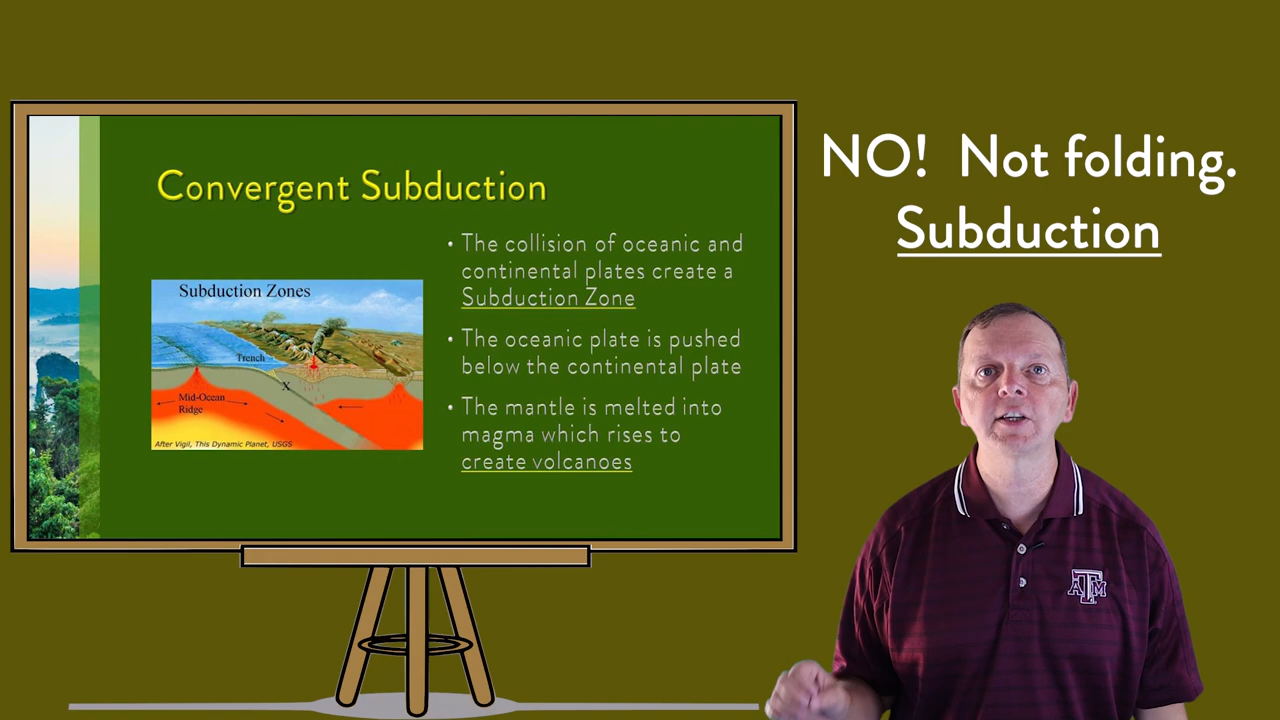 Convergent Subduction
Subduction Zones
Trench
X
Mid-Ocean
Ridge
After Vigil, This Dynamic Planet, USGS
• The collision of oceanic and
continental plates create a
Subduction Zone
• The oceanic plate is pushed
below the continental plate
• The mantle is melted into
magma which rises to
create volcanoes
NO! Not folding.
Subduction
ATM